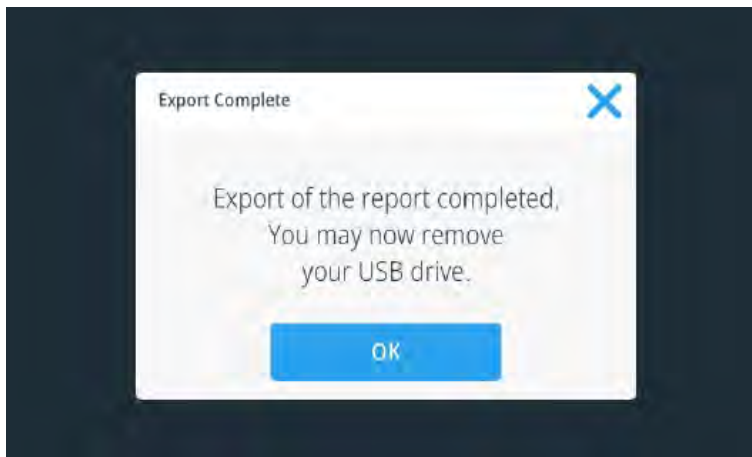 Export Complete
Export of the report completed.
You may now remove
your USB drive.
OK